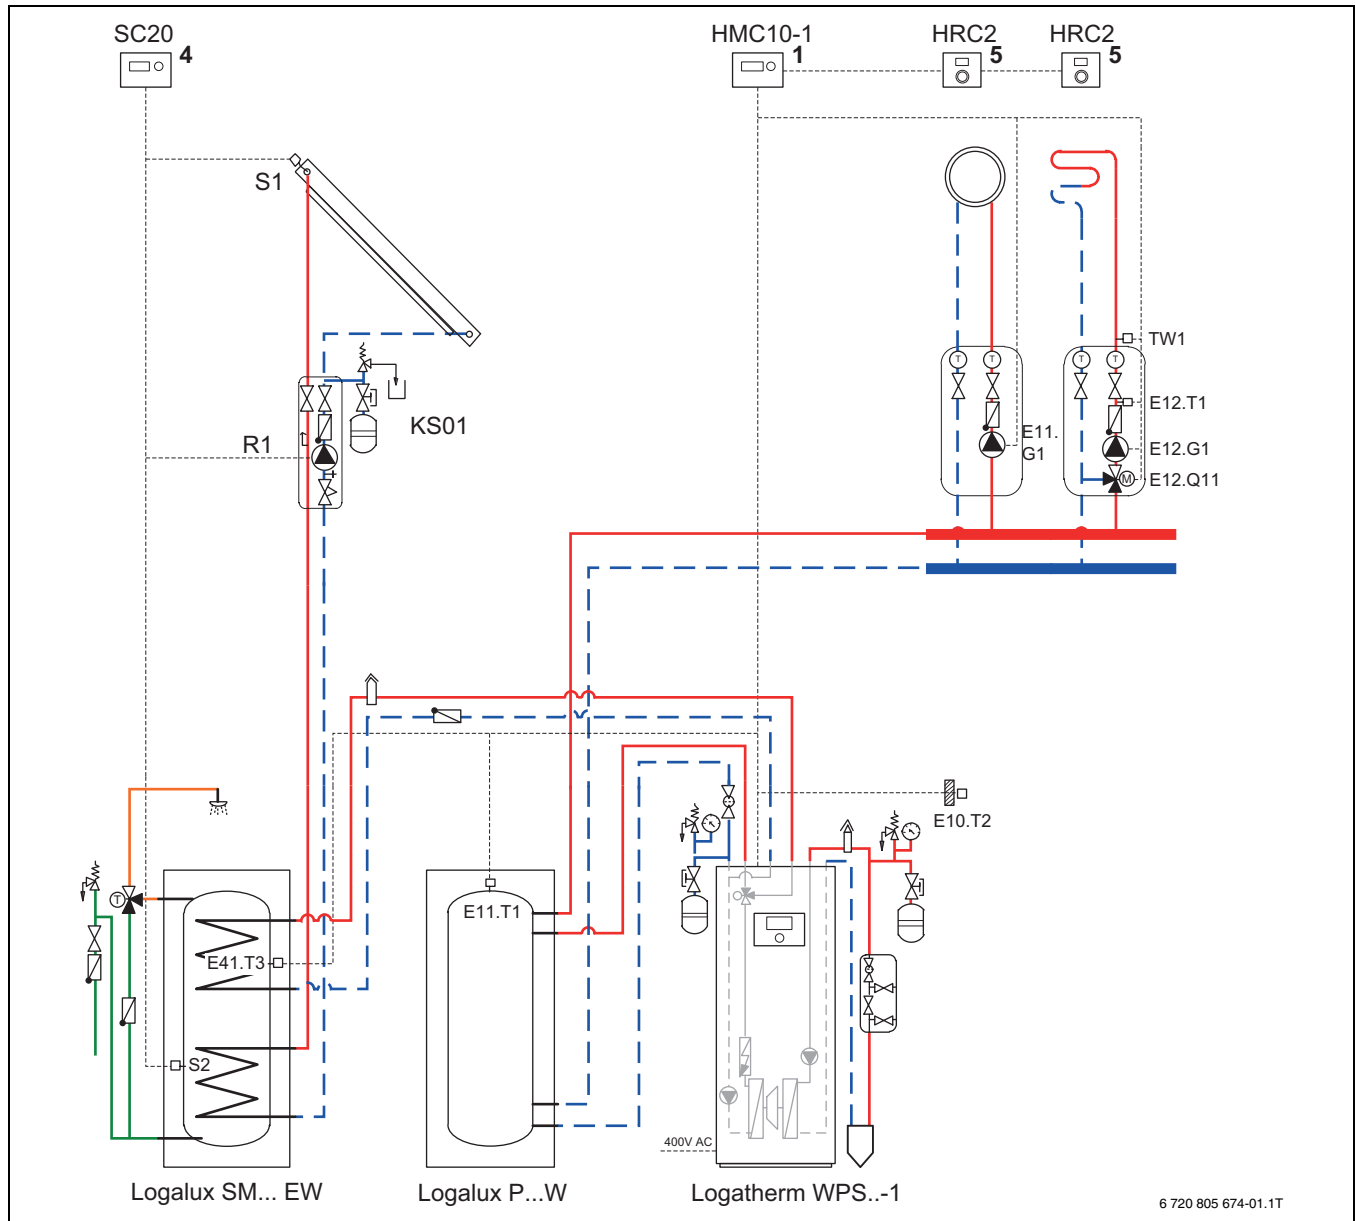 SC20
4
HMC10-1
1
HRC2
5
HRC2
5
S1
TW1
T
T
T
T
KS01
R1
E11.
G1
E12.T1
E12.G1
M
E12.Q11
E10.T2
T
E11.T1
E41.T3
S2
400V AC
Logalux SM... EW
Logalux P...W
Logatherm WPS..-1
6 720 805 674-01.1T